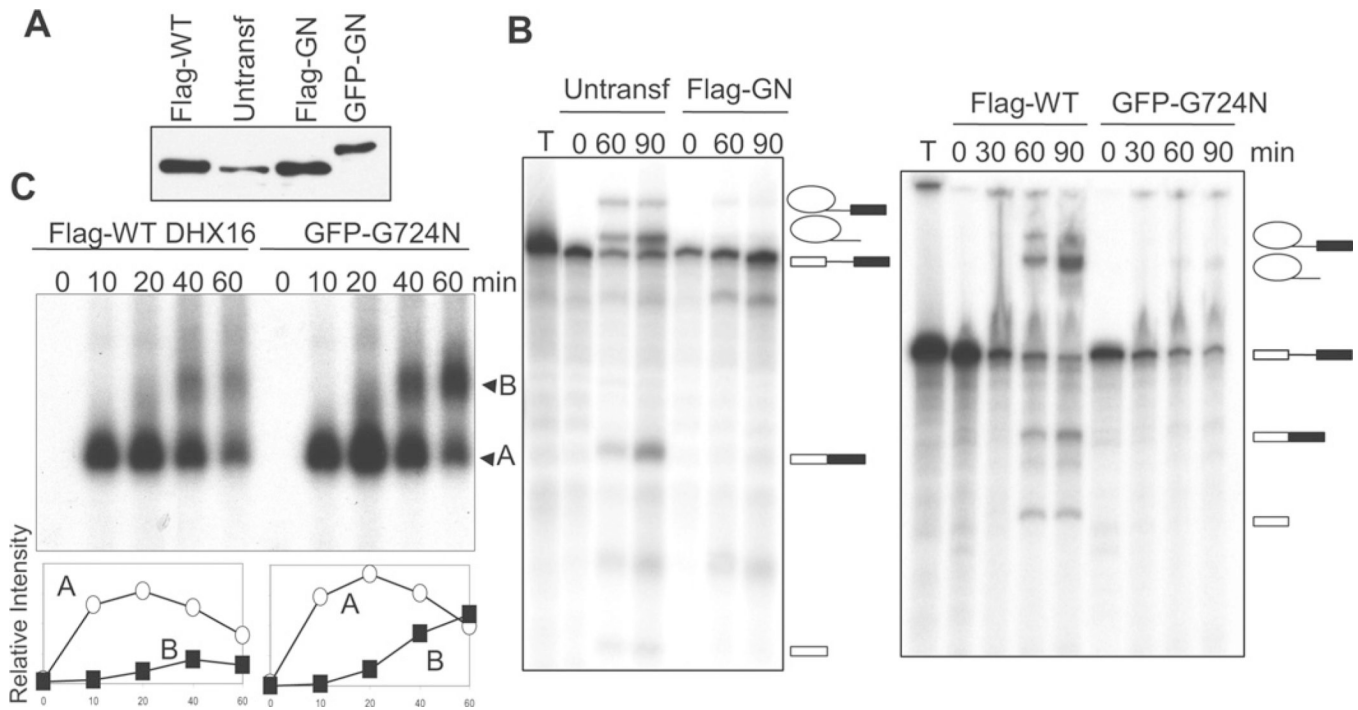 A
Flag-WT
Untransf
Flag-GN
GFP-GN
B
Untransf Flag-GN
T 0 60 90 0 60 90
Flag-WT GFP-G724N
T 0 30 60 90 0 30 60 90 min
C
Flag-WT DHX16 GFP-G724N
0 10 20 40 60 0 10 20 40 60 min
B
A
Relative Intensity
A
B
0 10 20 40 60
A
B
0 10 20 40 60